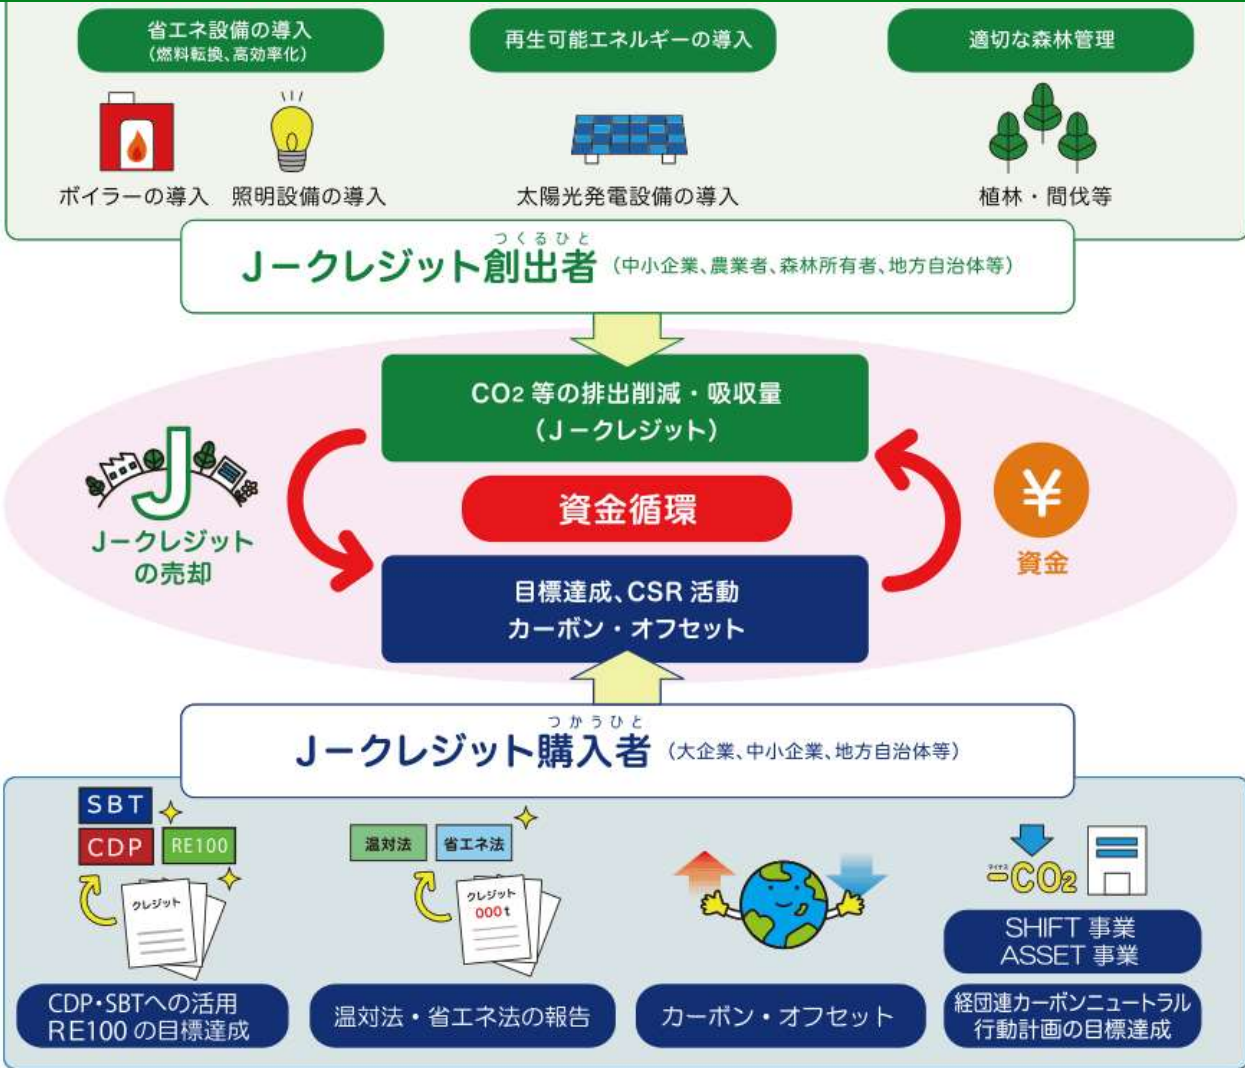 省エネ設備の導入
(燃料転換、高効率化)
再生可能エネルギーの導入
適切な森林管理
ボイラーの導入
照明設備の導入
太陽光発電設備の導入
植林・間伐等
つくるひと
Jークレジット創出者(中小企業、農業者、森林所有者、地方自治体等)
CO2 等の排出削減・吸収量
(Jークレジット)
J
Jークレジット
の売却
資金循環
¥
資金
目標達成、CSR 活動
カーボン・オフセット
つかうひと
Jークレジット購入者(大企業、中小企業、地方自治体等)
SBT
CDP
RE100
クレジット
CDP・SBTへの活用
RE100 の目標達成
温対法
省エネ法
クレジット
000t
温対法・省エネ法の報告
カーボン・オフセット
マイナス
-CO2
SHIFT 事業
ASSET 事業
経団連カーボンニュートラル
行動計画の目標達成